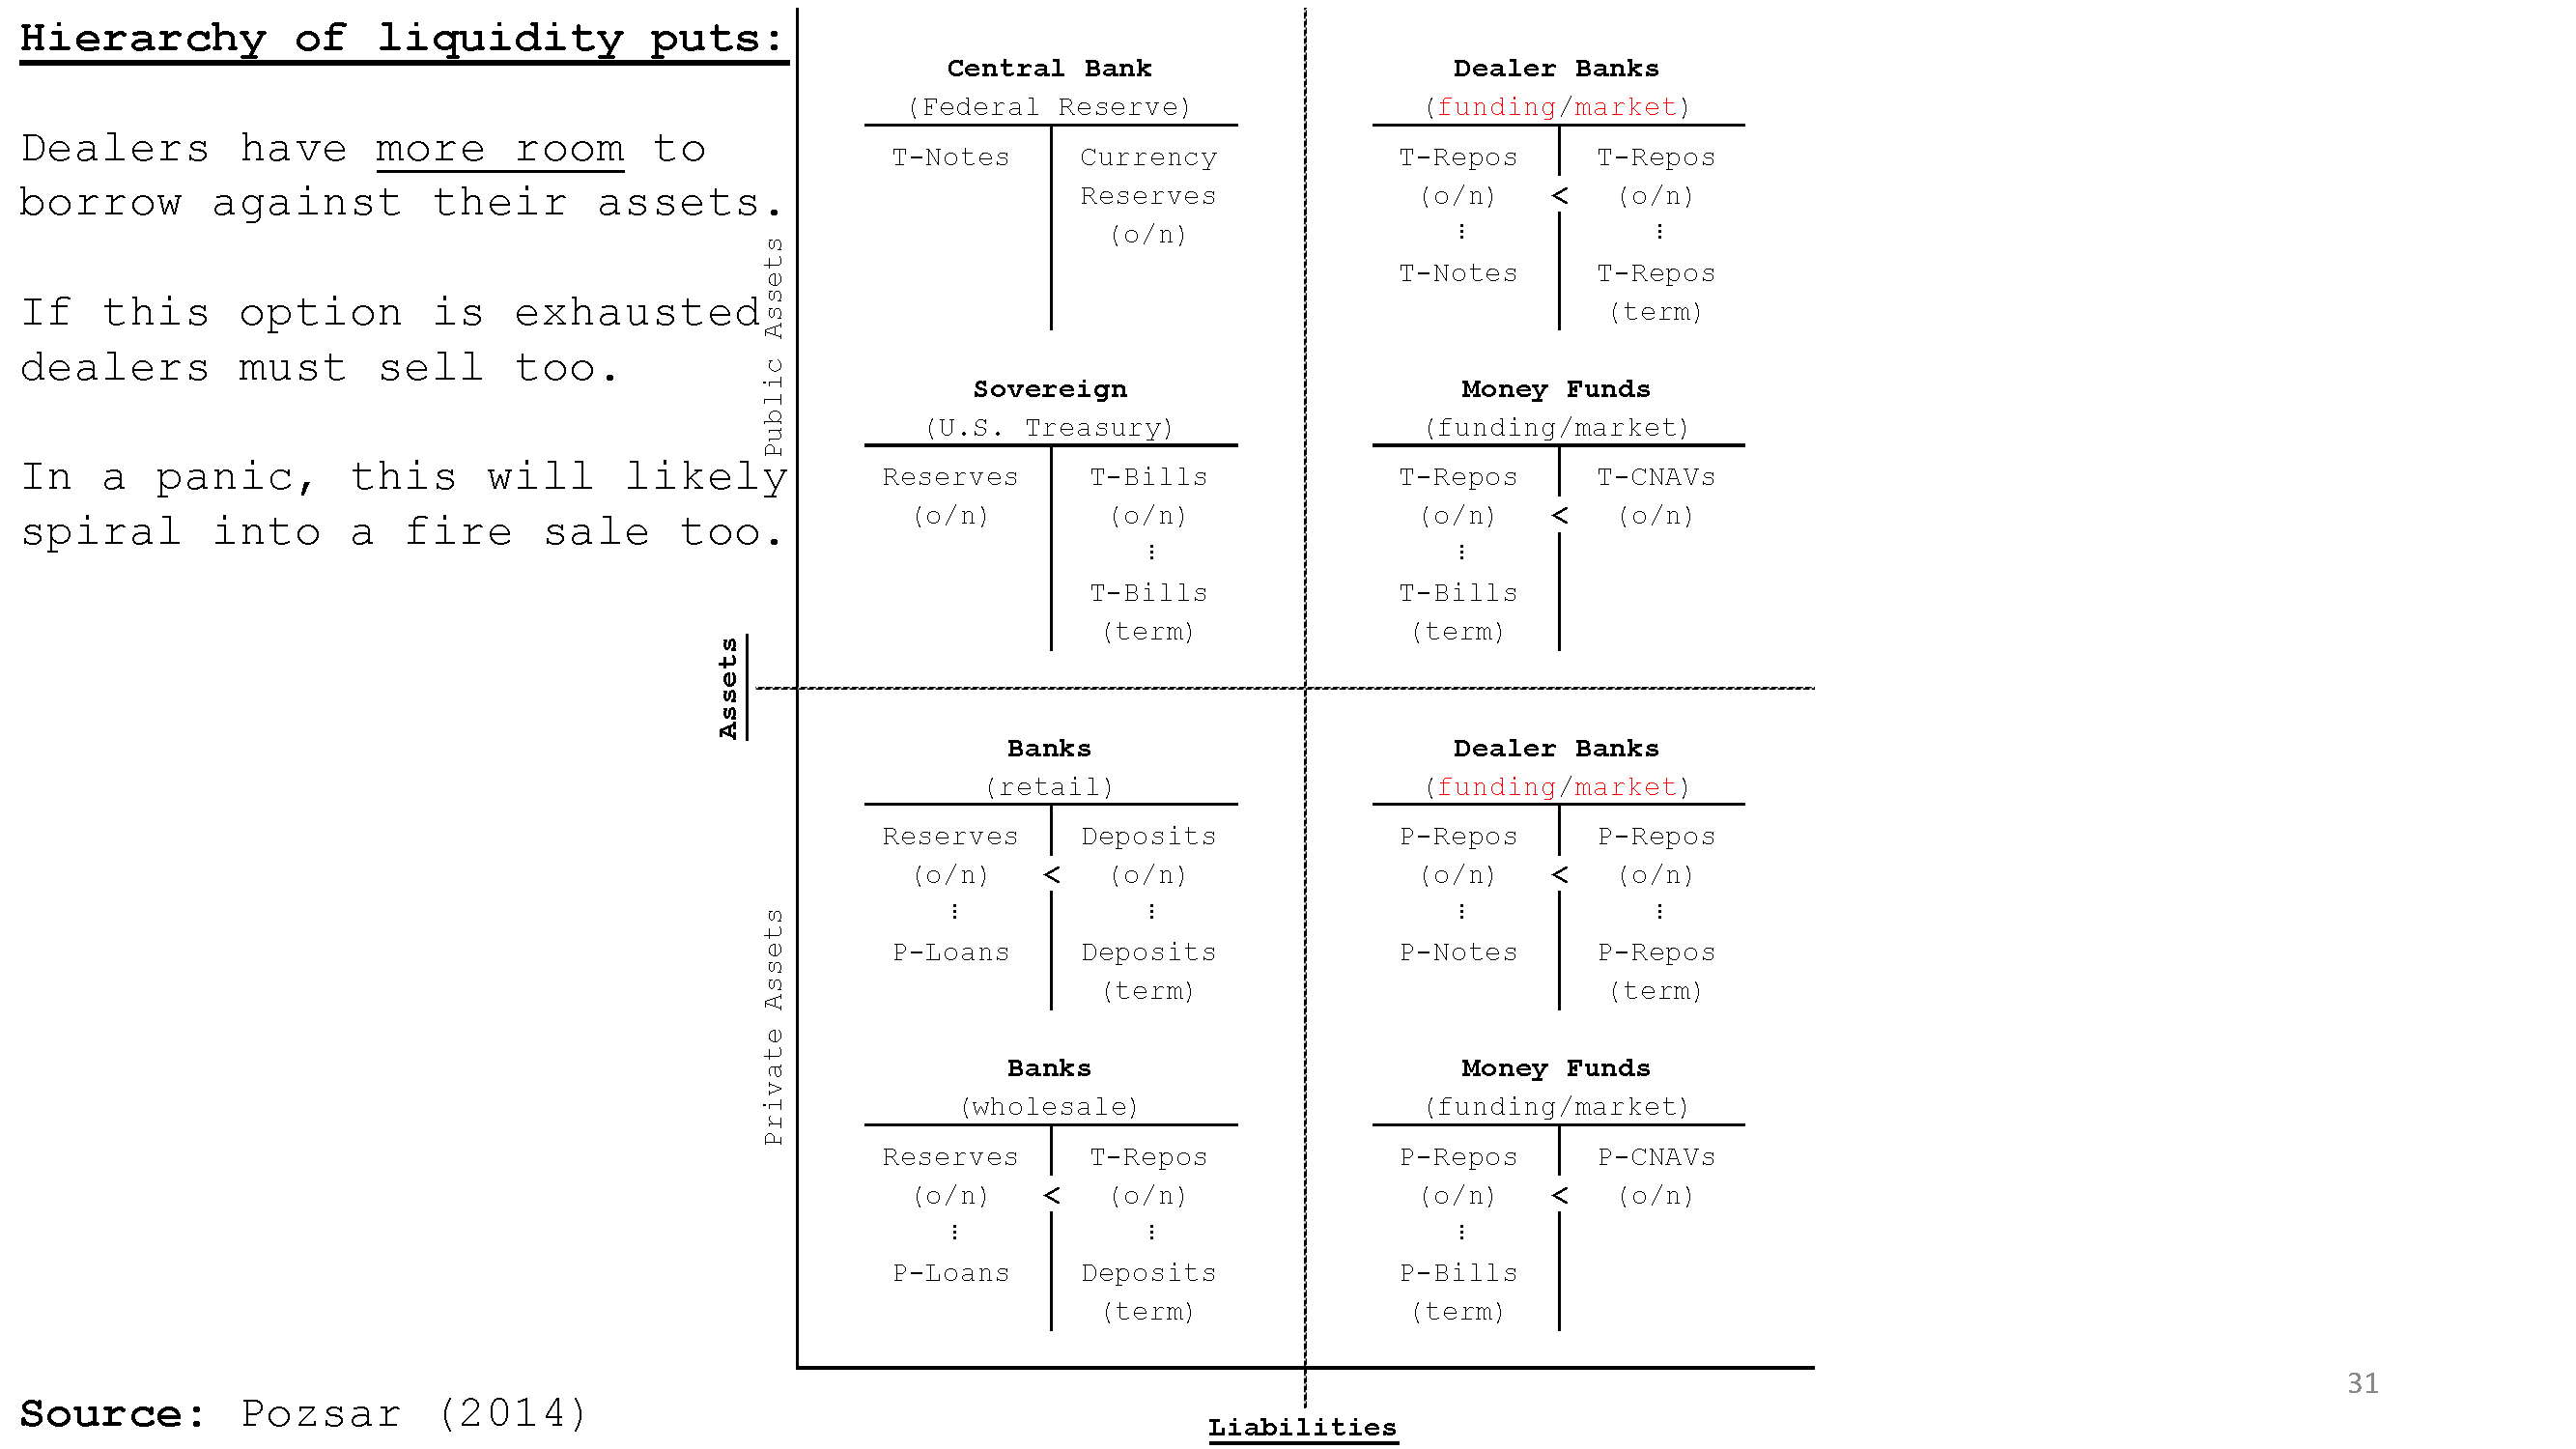 Hierarchy of liquidity puts:
Dealers have more room to
borrow against their assets.
If this option is exhausted
dealers must sell too.
In a panic, this will likely
spiral into a fire sale too.
Source: Pozsar (2014)
Assets
Public Assets
Private Assets
Central Bank
(Federal Reserve)
T-Notes Currency
Reserves
(o/n)
Dealer Banks
(funding/market)
T-Repos T-Repos
(o/n) < (o/n)
⋮ ⋮
T-Notes T-Repos
(term)
Sovereign
(U.S. Treasury)
Reserves T-Bills
(o/n) (o/n)
⋮
T-Bills
(term)
Money Funds
(funding/market)
T-Repos T-CNAVs
(o/n) < (o/n)
⋮
T-Bills
(term)
Banks
(retail)
Reserves Deposits
(o/n) < (o/n)
⋮ ⋮
P-Loans Deposits
(term)
Dealer Banks
(funding/market)
P-Repos P-Repos
(o/n) < (o/n)
⋮ ⋮
P-Notes P-Repos
(term)
Banks
(wholesale)
Reserves T-Repos
(o/n) < (o/n)
⋮ ⋮
P-Loans Deposits
(term)
Money Funds
(funding/market)
P-Repos P-CNAVs
(o/n) < (o/n)
⋮
P-Bills
(term)
Liabilities
31